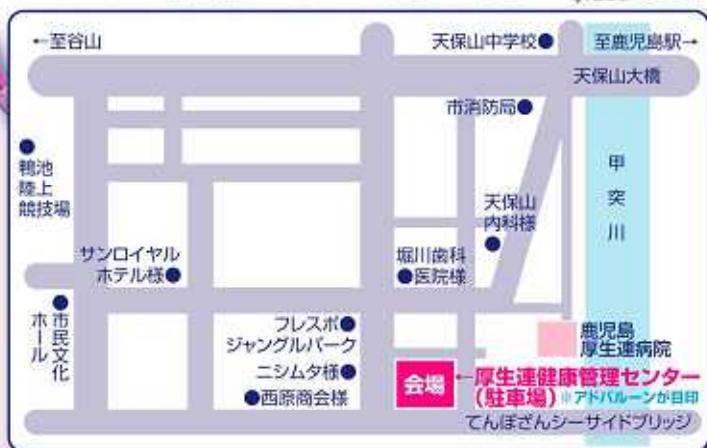 ←至谷山
天保山中学校●
至鹿児島駅→
天保山大橋
市消防局●
●
鴨池
陸上
競技場
甲突川
天保山
内科様
●
サンロイヤル
ホテル様●
堀川歯科
●医院様
●市民文化
ホール
フレスポ●
ジャングルパーク
鹿児島
厚生連病院
ニシムタ様●
●西原商会様
会場
←厚生連健康管理センター
(駐車場)※アドバルーンが目印
てんぽざんシーサイドブリッジ